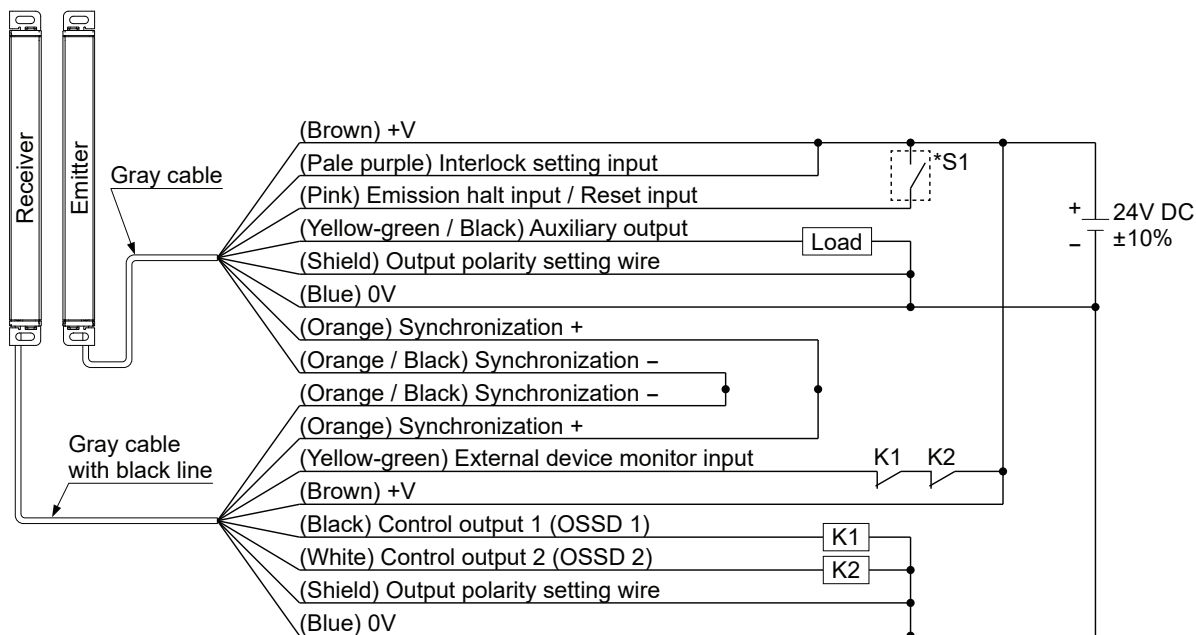 Receiver
Emitter
Gray cable
(Brown) +V
(Pale purple) Interlock setting input
*S1
(Pink) Emission halt input / Reset input
(Yellow-green / Black) Auxiliary output
Load
(Shield) Output polarity setting wire
(Blue) 0V
+
−
24V DC
±10%
(Orange) Synchronization +
(Orange / Black) Synchronization −
(Orange / Black) Synchronization −
(Orange) Synchronization +
Gray cable
with black line
(Yellow-green) External device monitor input
K1
K2
(Brown) +V
(Black) Control output 1 (OSSD 1)
K1
(White) Control output 2 (OSSD 2)
K2
(Shield) Output polarity setting wire
(Blue) 0V